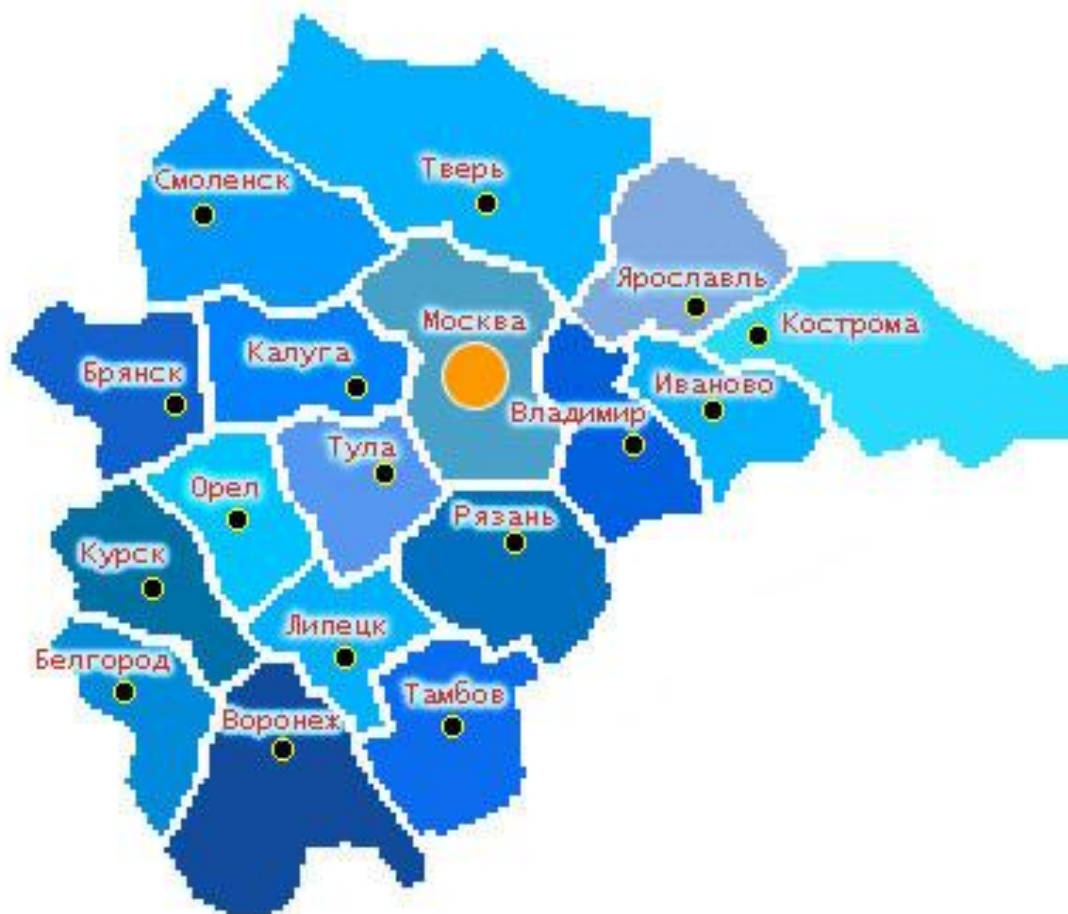 Тверь
Смоленск
Ярославль
Москва
Кострома
Калуга
Брянск
Иваново
Владимир
Тула
Орел
Рязань
Курск
Липецк
Белгород
Тамбов
Воронеж